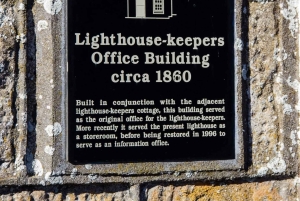 Lighthouse-keepers
Office Building
circa 1860
Built in conjunction with the adjacent
lighthouse-keepers cottage, this building served
as the original office for the lighthouse-keepers.
More recently it served the present lighthouse as
a storeroom, before being restored in 1996 to
serve as an information office.